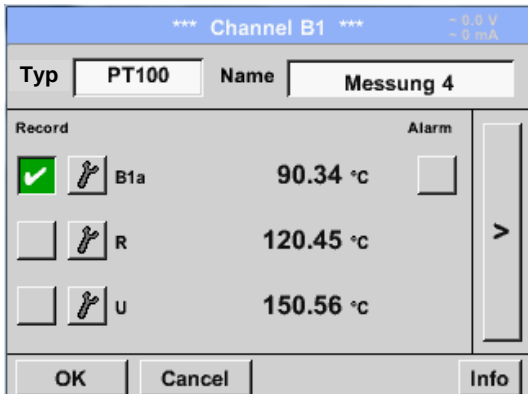 *** Channel B1 ***
~ 0.0 V
~ 0 mA
Typ PT100 Name Messung 4
Record Alarm
B1a 90.34 °C
R 120.45 °C
U 150.56 °C
>
OK Cancel Info